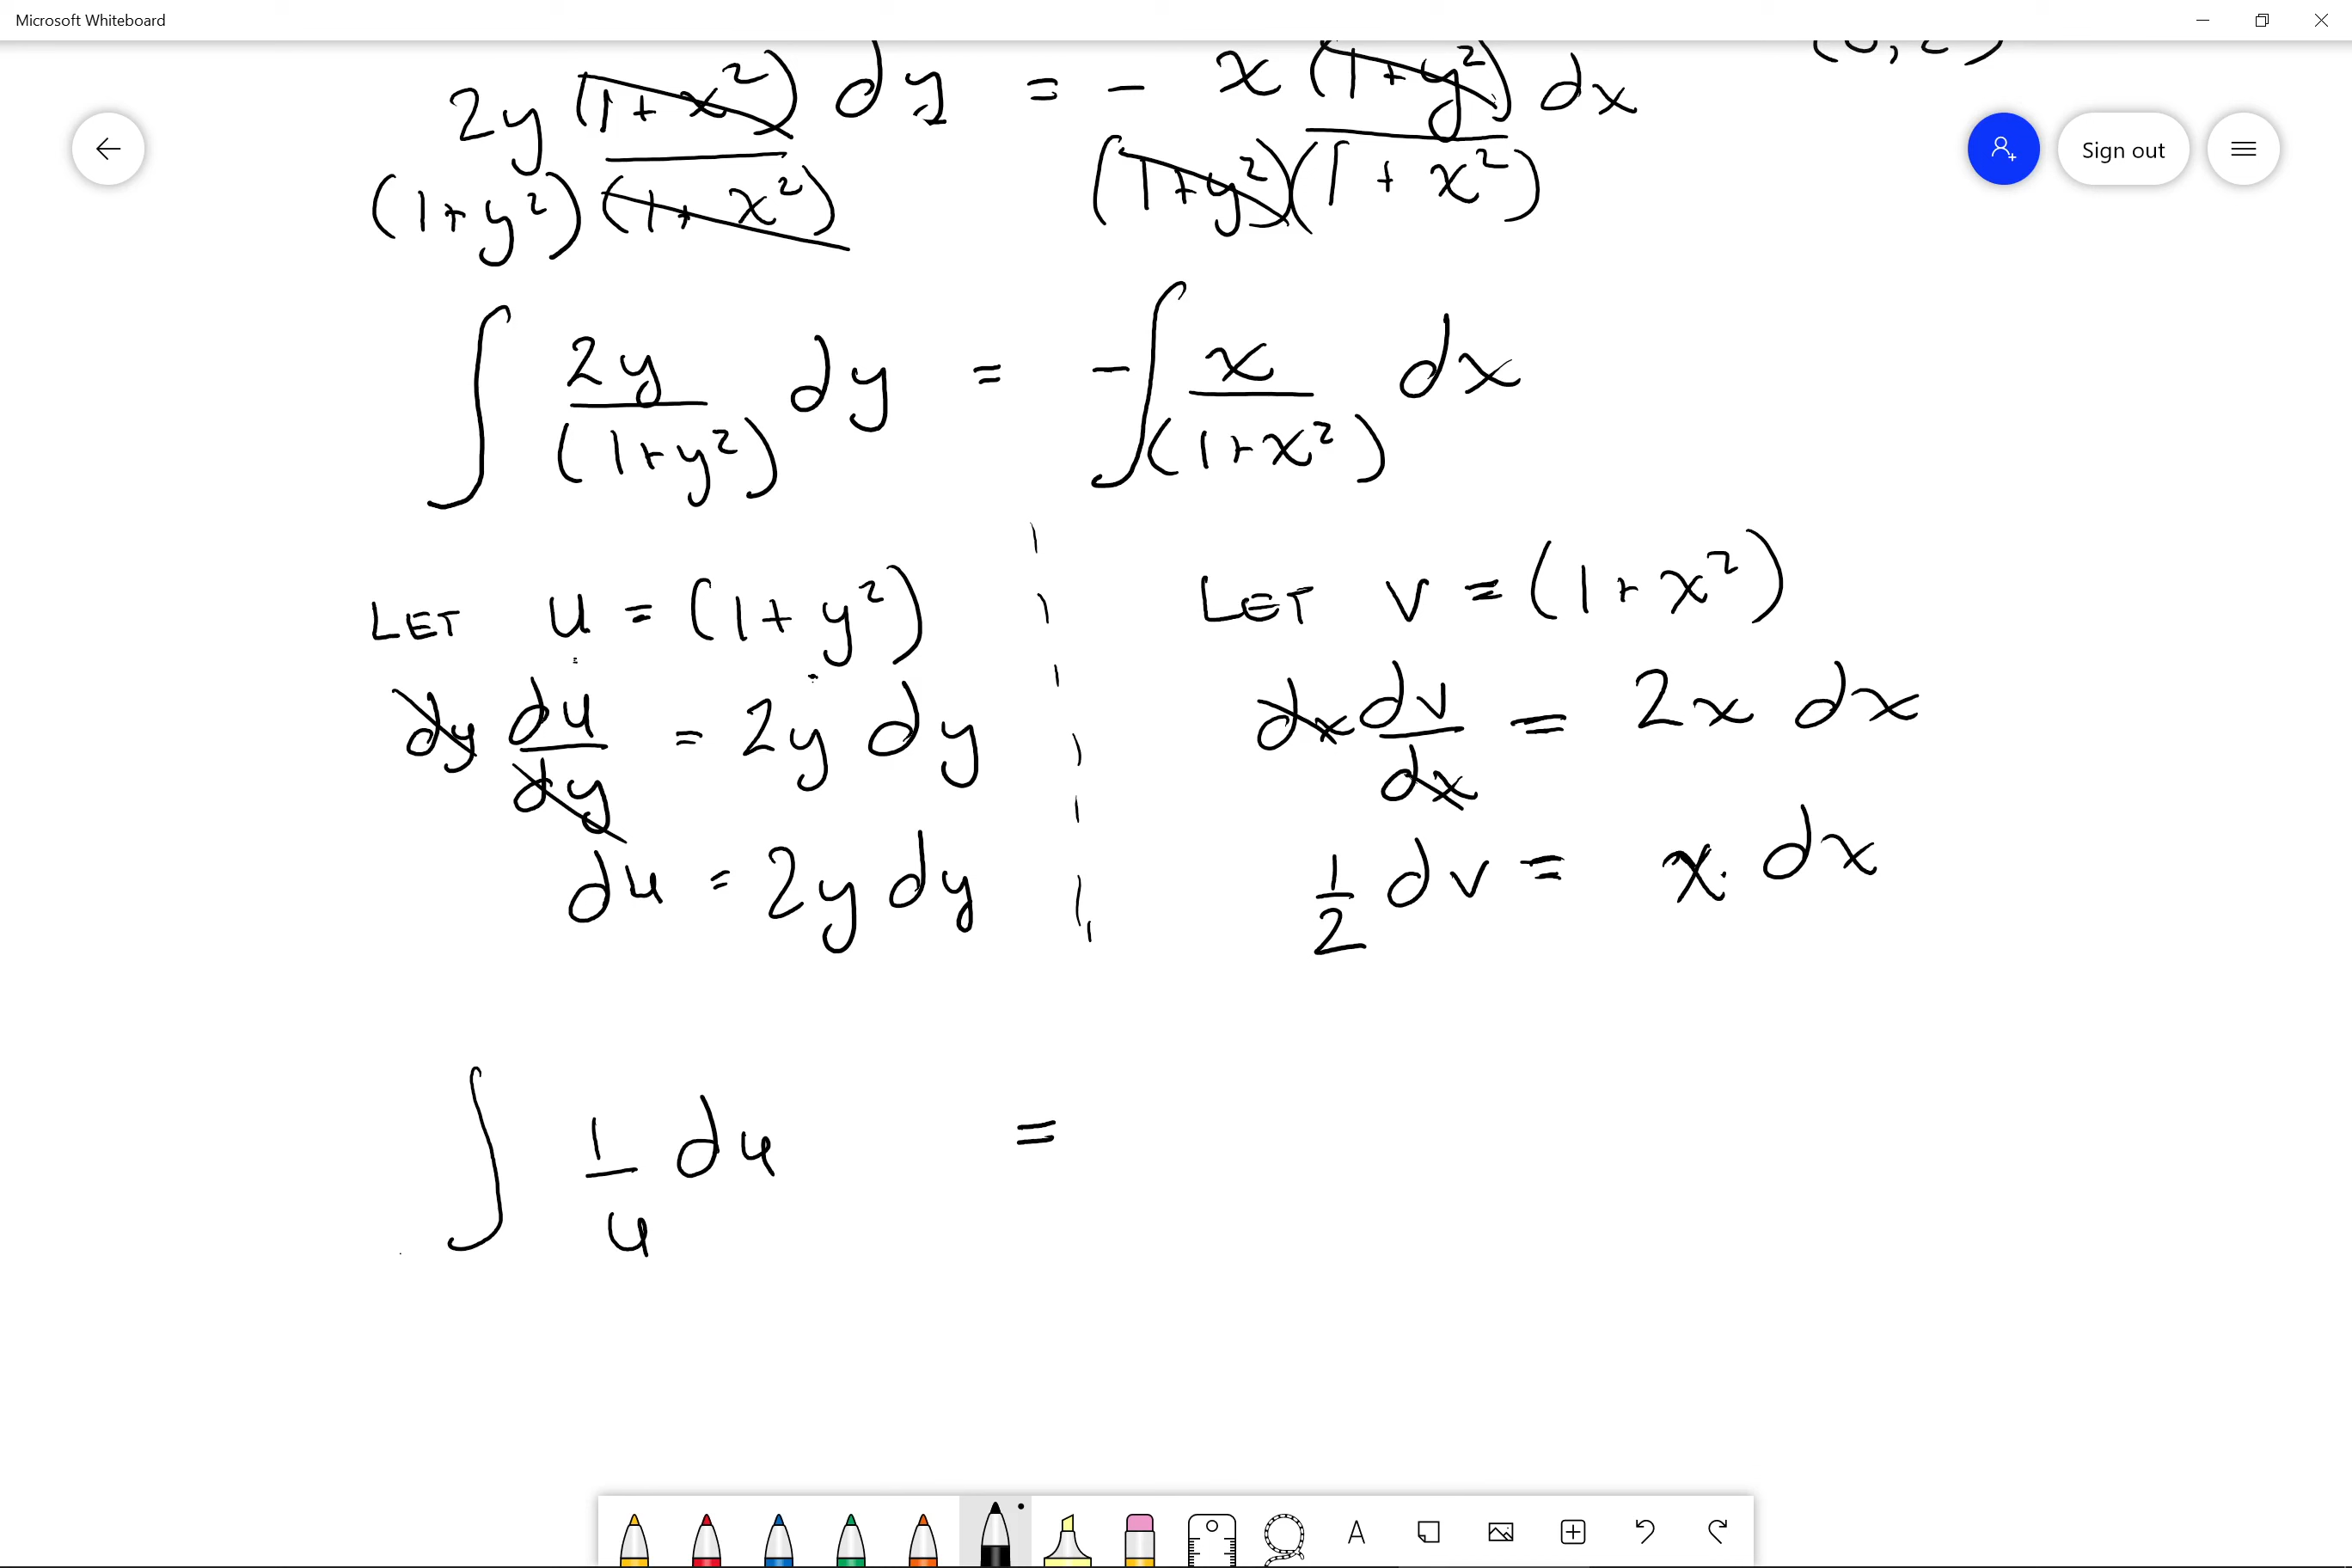 Microsoft Whiteboard
2y (1+x²) dy = - x (1+y²) dx
(1+y²) (1+x²) (1+y²)(1+x²)
Sign out
∫ 2y/(1+y²) dy = -∫ x/(1+x²) dx
LET u = (1+y²) LET v = (1+x²)
dy du/dy = 2y dy dx dv/dx = 2x dx
du = 2y dy 1/2 dv = x dx
∫ 1/u du =
A